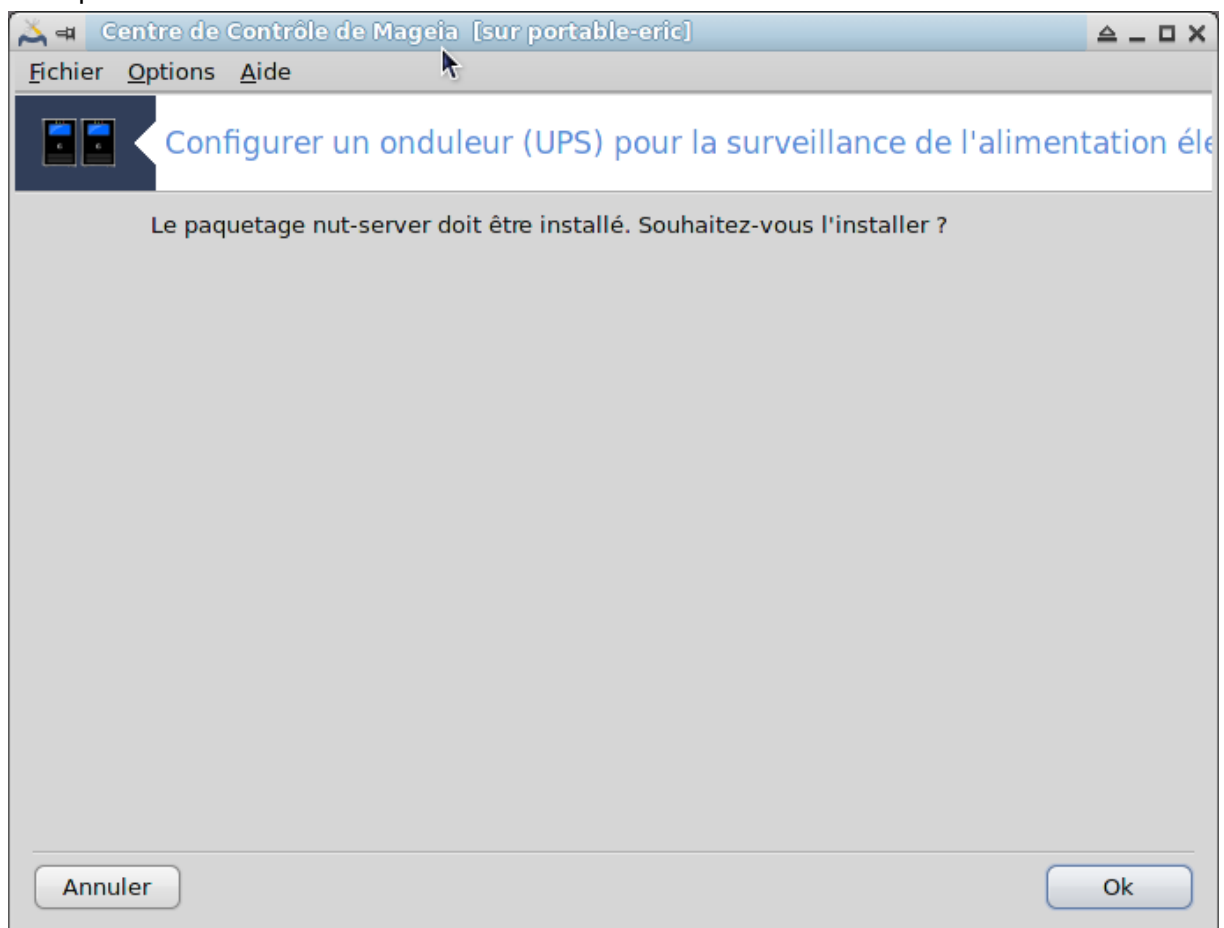 Centre de Contrôle de Mageia [sur portable-eric]
Fichier Options Aide
Configurer un onduleur (UPS) pour la surveillance de l'alimentation éle
Le paquetage nut-server doit être installé. Souhaitez-vous l'installer ?
Annuler Ok